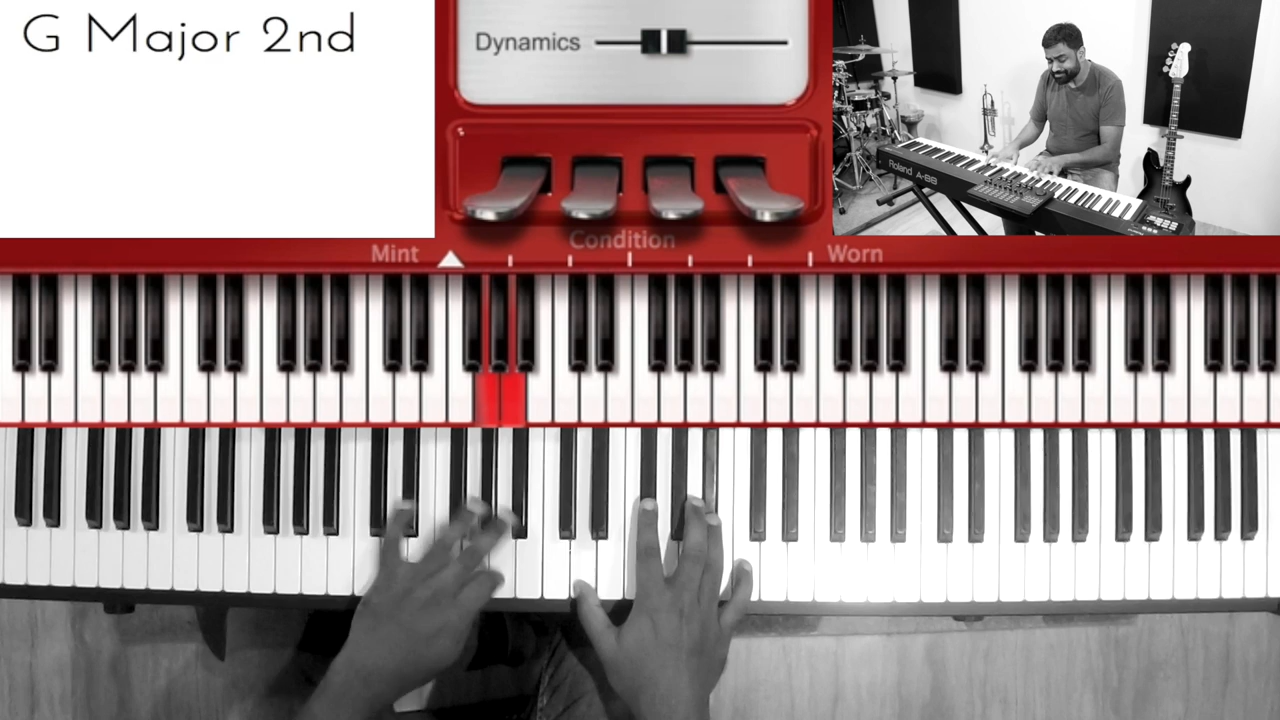 G Major 2nd
Dynamics
Roland A-88
Mint
Condition
Worn